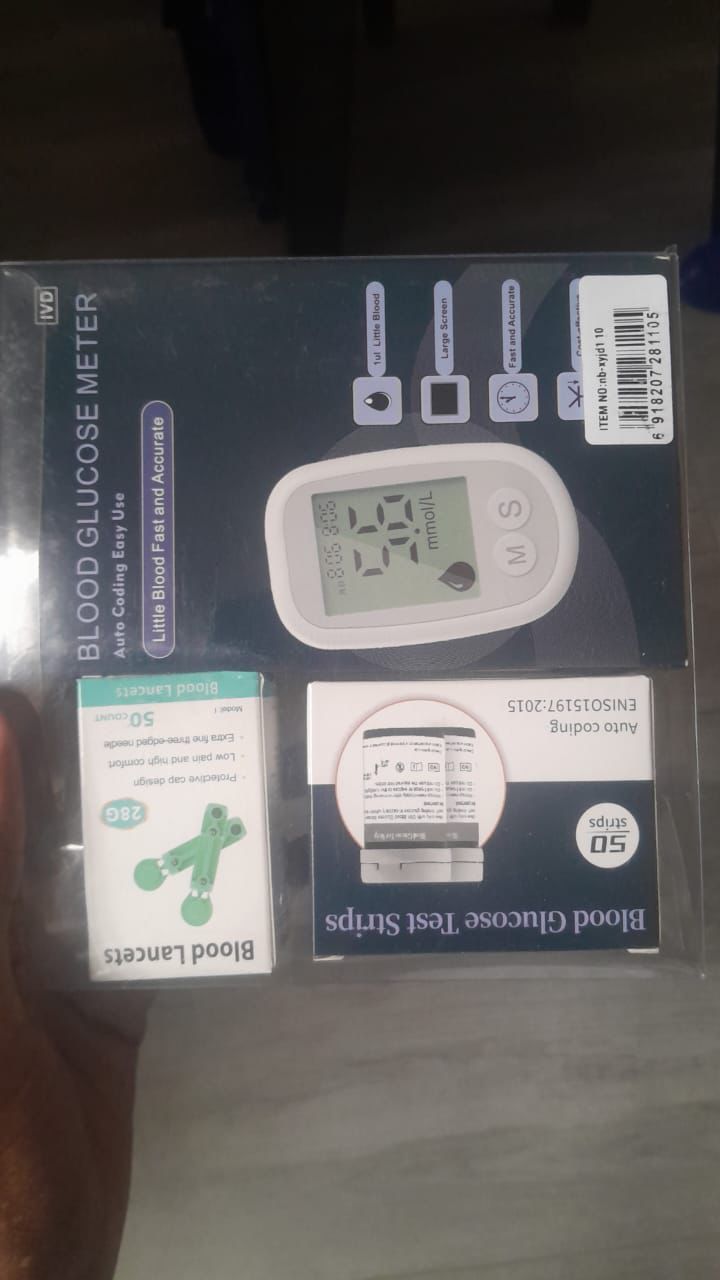 IVD
BLOOD GLUCOSE METER
Auto Coding Easy Use
Little Blood Fast and Accurate
1ul Little Blood
Large Screen
Fast and Accurate
ITEM NO:nb-xyjd1 10
6 918207 281105
mmol/L
M
S
Blood Lancets
50 COUNT
Model: I
- Extra fine three-edged needle
- Low pain and high comfort
- Protective cap design
28G
Blood Lancets
Blood Glucose Test Strips
50
strips
Auto coding
ENISO15197:2015